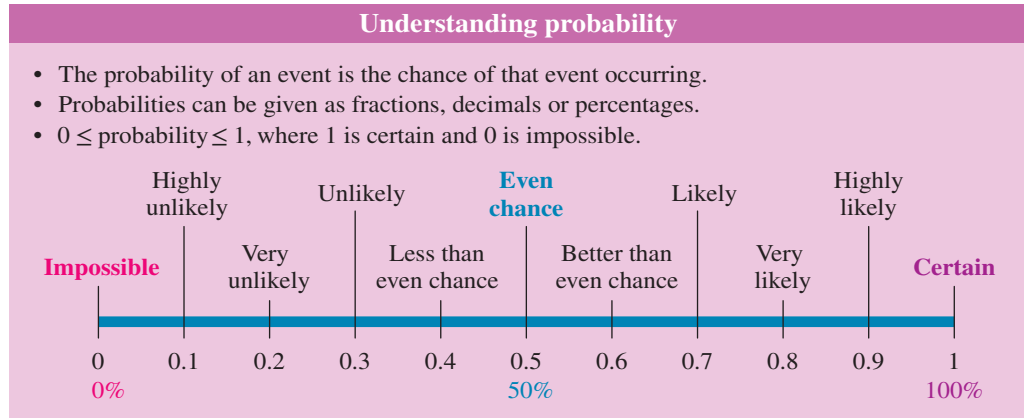 Understanding probability
• The probability of an event is the chance of that event occurring.
• Probabilities can be given as fractions, decimals or percentages.
• 0 ≤ probability ≤ 1, where 1 is certain and 0 is impossible.
Highly
unlikely
Unlikely
Even
chance
Likely
Highly
likely
Impossible
Very
unlikely
Less than
even chance
Better than
even chance
Very
likely
Certain
0 0.1 0.2 0.3 0.4 0.5 0.6 0.7 0.8 0.9 1
0% 50% 100%